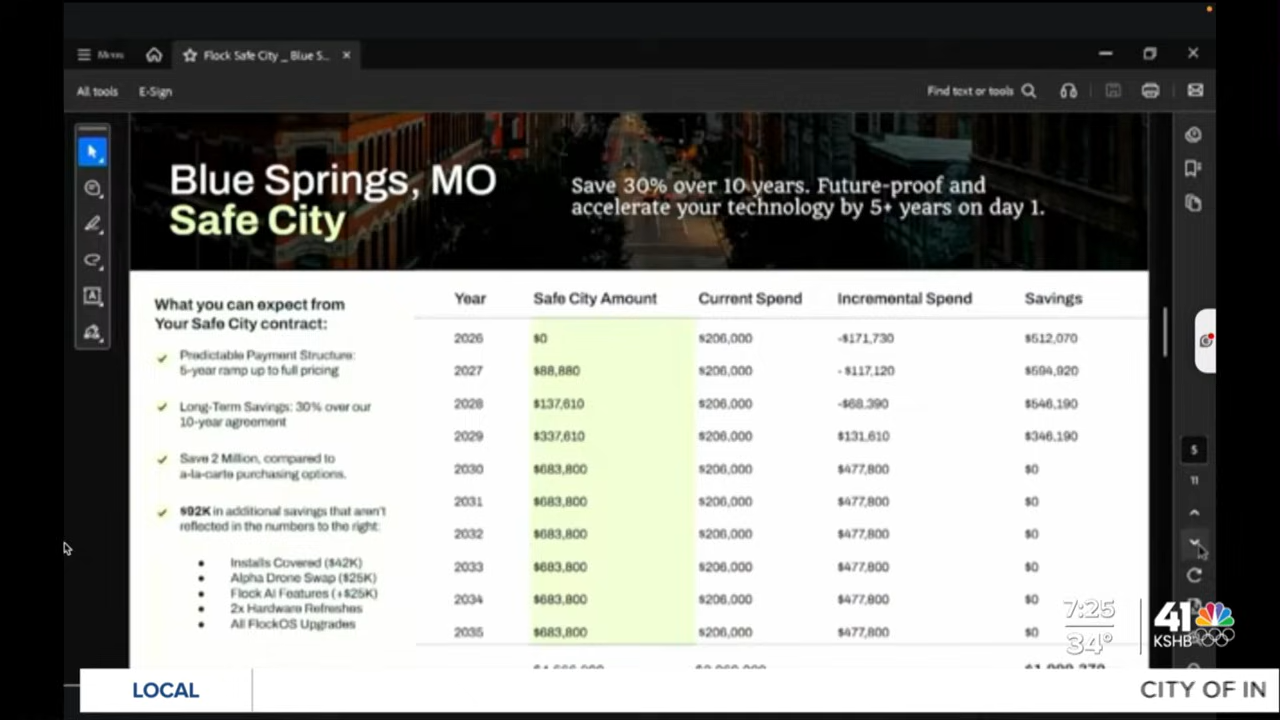 Menu
Flock Safe City _ Blue S...
All tools E-Sign
Find text or tools
Blue Springs, MO
Safe City
Save 30% over 10 years. Future-proof and
accelerate your technology by 5+ years on day 1.
What you can expect from
Your Safe City contract:
Predictable Payment Structure:
5-year ramp up to full pricing
Long-Term Savings: 30% over our
10-year agreement
Save 2 Million, compared to
a-la-carte purchasing options.
$92K in additional savings that aren't
reflected in the numbers to the right:
Installs Covered ($42K)
Alpha Drone Swap ($25K)
Flock AI Features (+$25K)
2x Hardware Refreshes
All FlockOS Upgrades
Year Safe City Amount Current Spend Incremental Spend Savings
2026 $0 $206,000 -$171,730 $512,070
2027 $88,880 $206,000 - $117,120 $594,920
2028 $137,610 $206,000 -$68,390 $546,190
2029 $337,610 $206,000 $131,610 $346,190
2030 $683,800 $206,000 $477,800 $0
2031 $683,800 $206,000 $477,800 $0
2032 $683,800 $206,000 $477,800 $0
2033 $683,800 $206,000 $477,800 $0
2034 $683,800 $206,000 $477,800 $0
2035 $683,800 $206,000 $477,800 $0
5
11
7:25
34°
41
KSHB
LOCAL
CITY OF IN